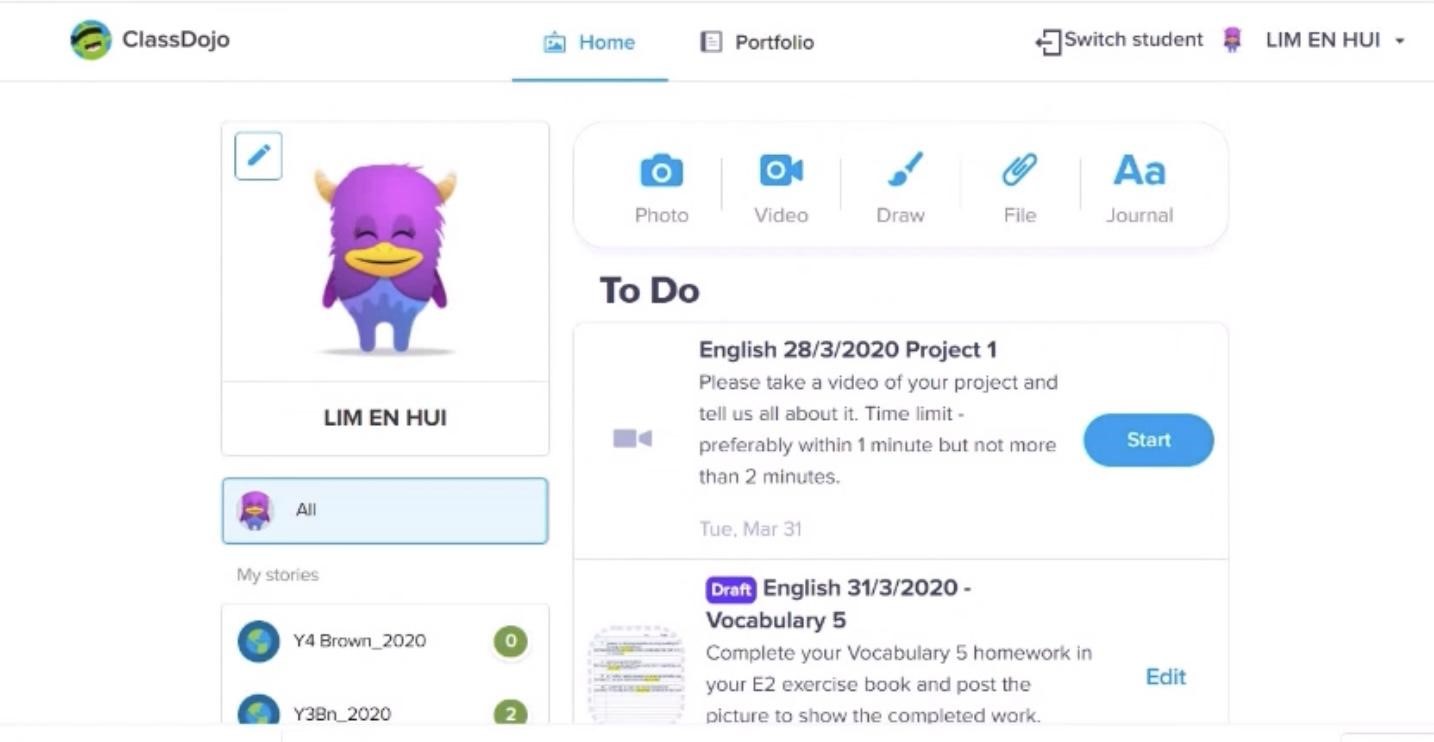 ClassDojo
Home
Portfolio
Switch student
LIM EN HUI
Photo
Video
Draw
File
Aa
Journal
LIM EN HUI
All
My stories
Y4 Brown_2020
0
Y3Bn_2020
2
To Do
English 28/3/2020 Project 1
Please take a video of your project and
tell us all about it. Time limit -
preferably within 1 minute but not more
than 2 minutes.
Tue, Mar 31
Start
Draft English 31/3/2020 -
Vocabulary 5
Complete your Vocabulary 5 homework in
your E2 exercise book and post the
picture to show the completed work.
Edit